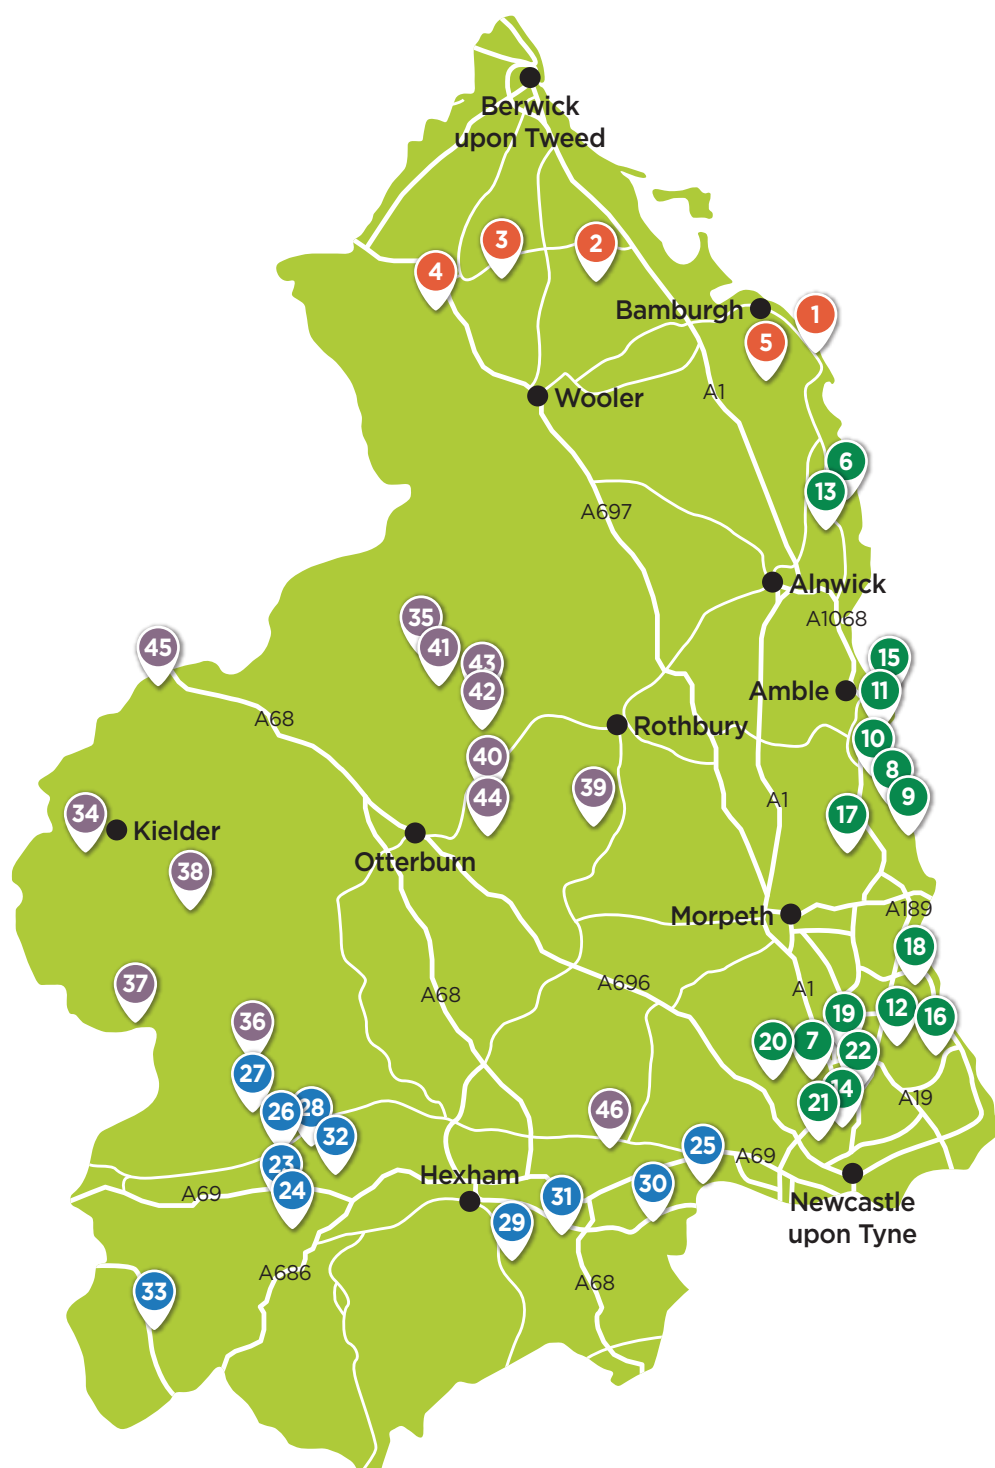 Berwick
upon Tweed
3
2
4
Bamburgh
1
5
A1
Wooler
6
13
A697
Alnwick
A1068
35
45
41
43
15
42
Amble
11
A68
Rothbury
10
40
8
39
44
9
A1
34
17
Kielder
Otterburn
38
A189
Morpeth
18
37
A696
A1
A68
12
19
16
36
20
7
22
27
14
A19
21
28
26
46
32
25
A69
23
Hexham
30
24
A69
31
Newcastle
upon Tyne
29
A686
A68
33